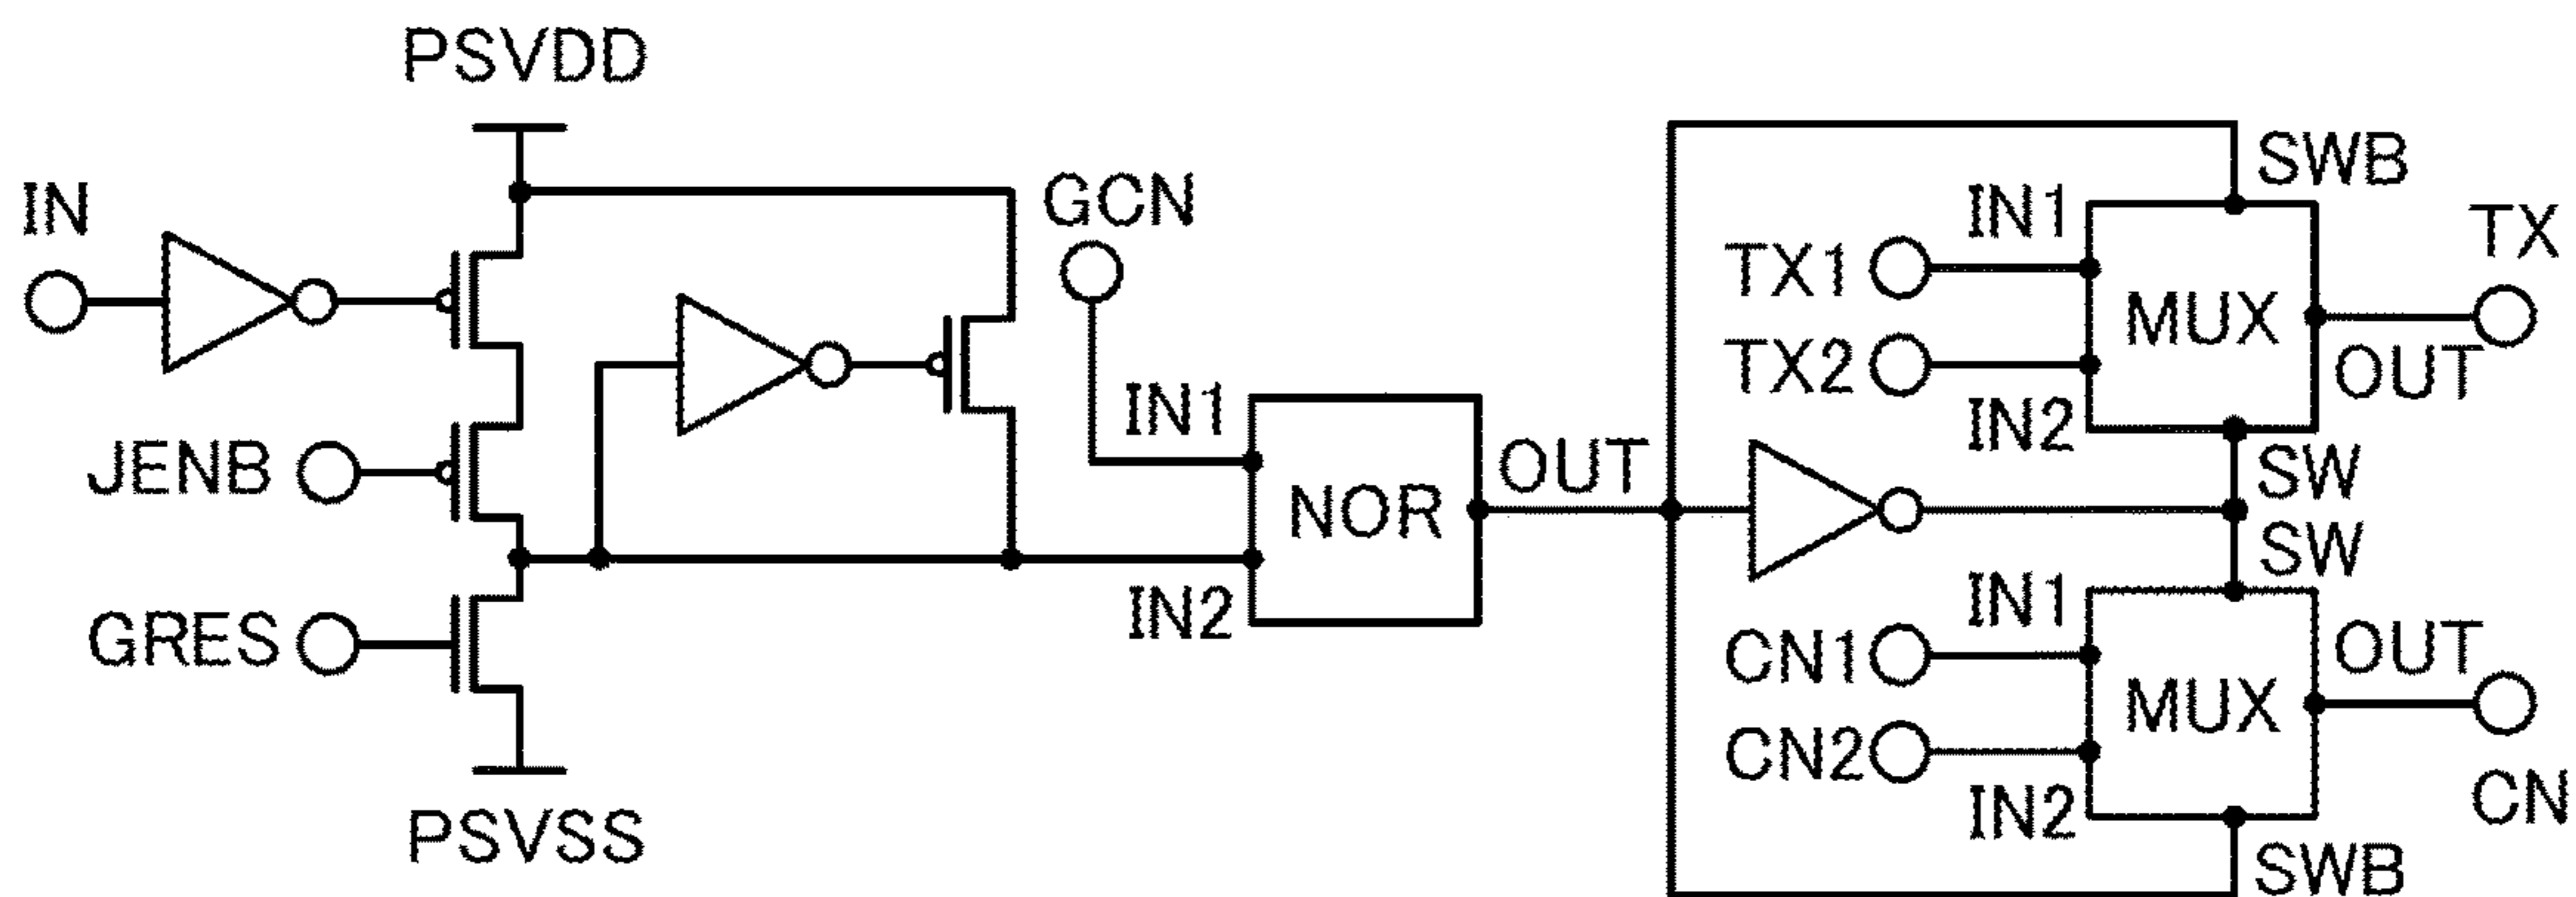 PSVDD
IN
JENB
GRES
PSVSS
GCN
IN1
IN2
NOR
OUT
SWB
IN1
TX1
TX2
IN2
MUX
TX
OUT
SW
SW
IN1
CN1
CN2
IN2
MUX
OUT
CN
SWB